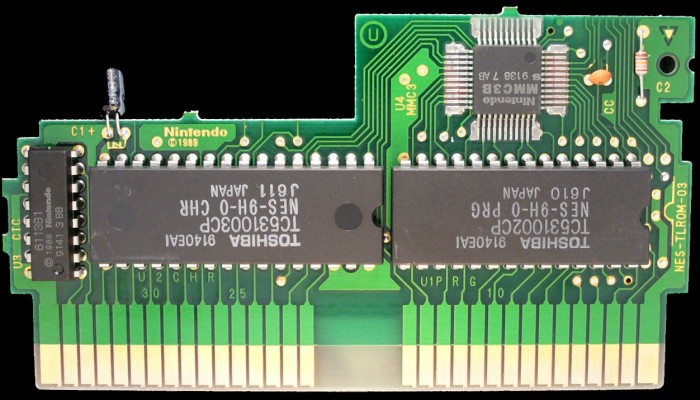 U
Nintendo
MMC3B
9138 7 AB
U4
MMC3
CC
C2
C1 +
Nintendo
©1989
U3 CIC
6113B1
© 1988 Nintendo
9141 3 BB
TOSHIBA 9140EAI
TC531003CP
NES-9H-0 CHR
J611 JAPAN
TOSHIBA 9140EAI
TC531002CP
NES-9H-0 PRG
J610 JAPAN
NES-TLROM-03
U2 CHR
30 25
U1 PRG
10